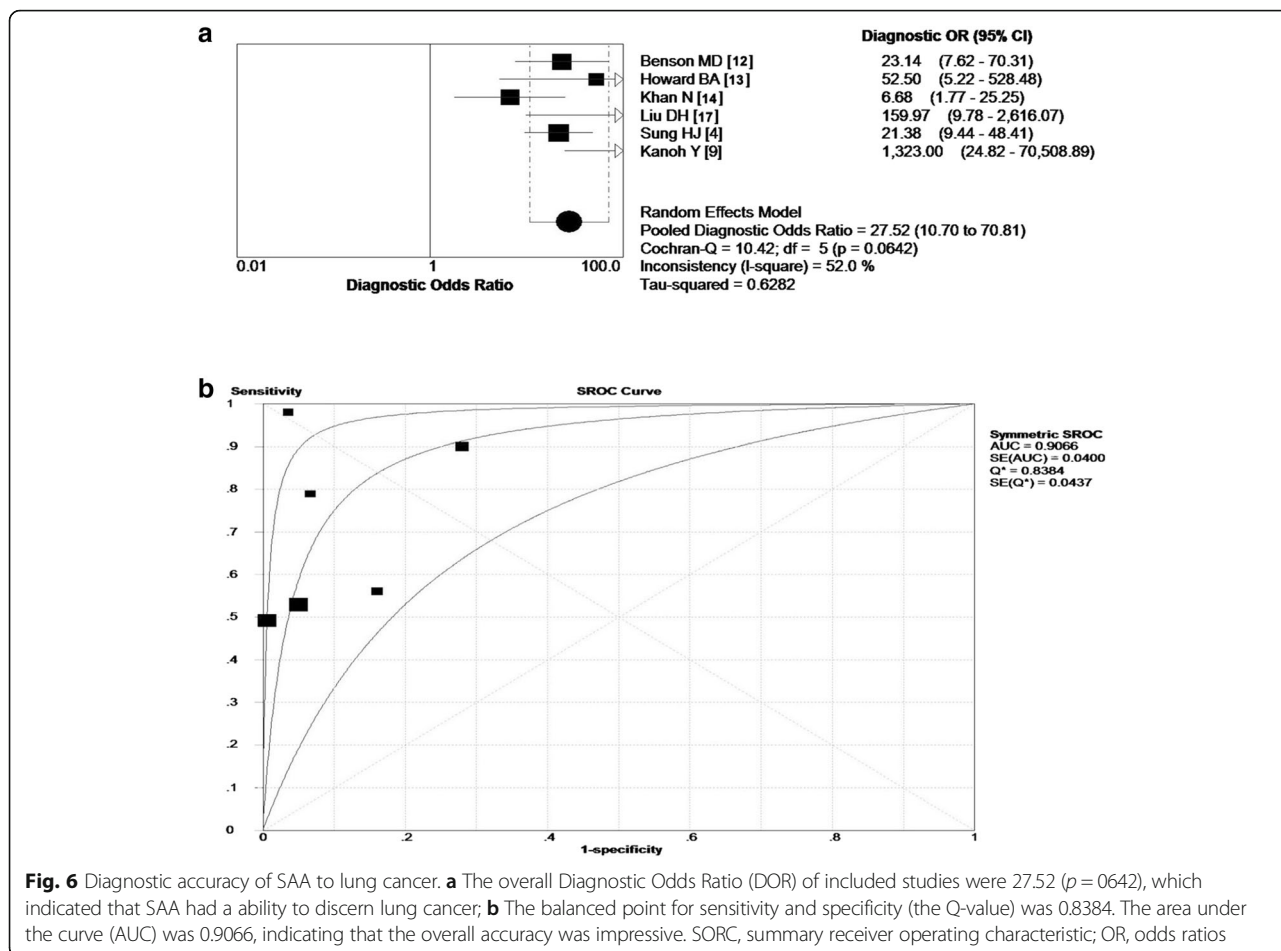 a
Diagnostic OR (95% CI)
Benson MD [12] 23.14 (7.62 - 70.31)
Howard BA [13] 52.50 (5.22 - 528.48)
Khan N [14] 6.68 (1.77 - 25.25)
Liu DH [17] 159.97 (9.78 - 2,616.07)
Sung HJ [4] 21.38 (9.44 - 48.41)
Kanoh Y [9] 1,323.00 (24.82 - 70,508.89)
Random Effects Model
Pooled Diagnostic Odds Ratio = 27.52 (10.70 to 70.81)
Cochran-Q = 10.42; df = 5 (p = 0.0642)
Inconsistency (I-square) = 52.0 %
Tau-squared = 0.6282
0.01 1 100.0
Diagnostic Odds Ratio
b
Sensitivity SROC Curve
1
.9
.8
.7
.6
.5
.4
.3
.2
.1
0
0 .2 .4 .6 .8 1
1-specificity
Symmetric SROC
AUC = 0.9066
SE(AUC) = 0.0400
Q* = 0.8384
SE(Q*) = 0.0437
Fig. 6 Diagnostic accuracy of SAA to lung cancer. a The overall Diagnostic Odds Ratio (DOR) of included studies were 27.52 (p = 0642), which
indicated that SAA had a ability to discern lung cancer; b The balanced point for sensitivity and specificity (the Q-value) was 0.8384. The area under
the curve (AUC) was 0.9066, indicating that the overall accuracy was impressive. SORC, summary receiver operating characteristic; OR, odds ratios